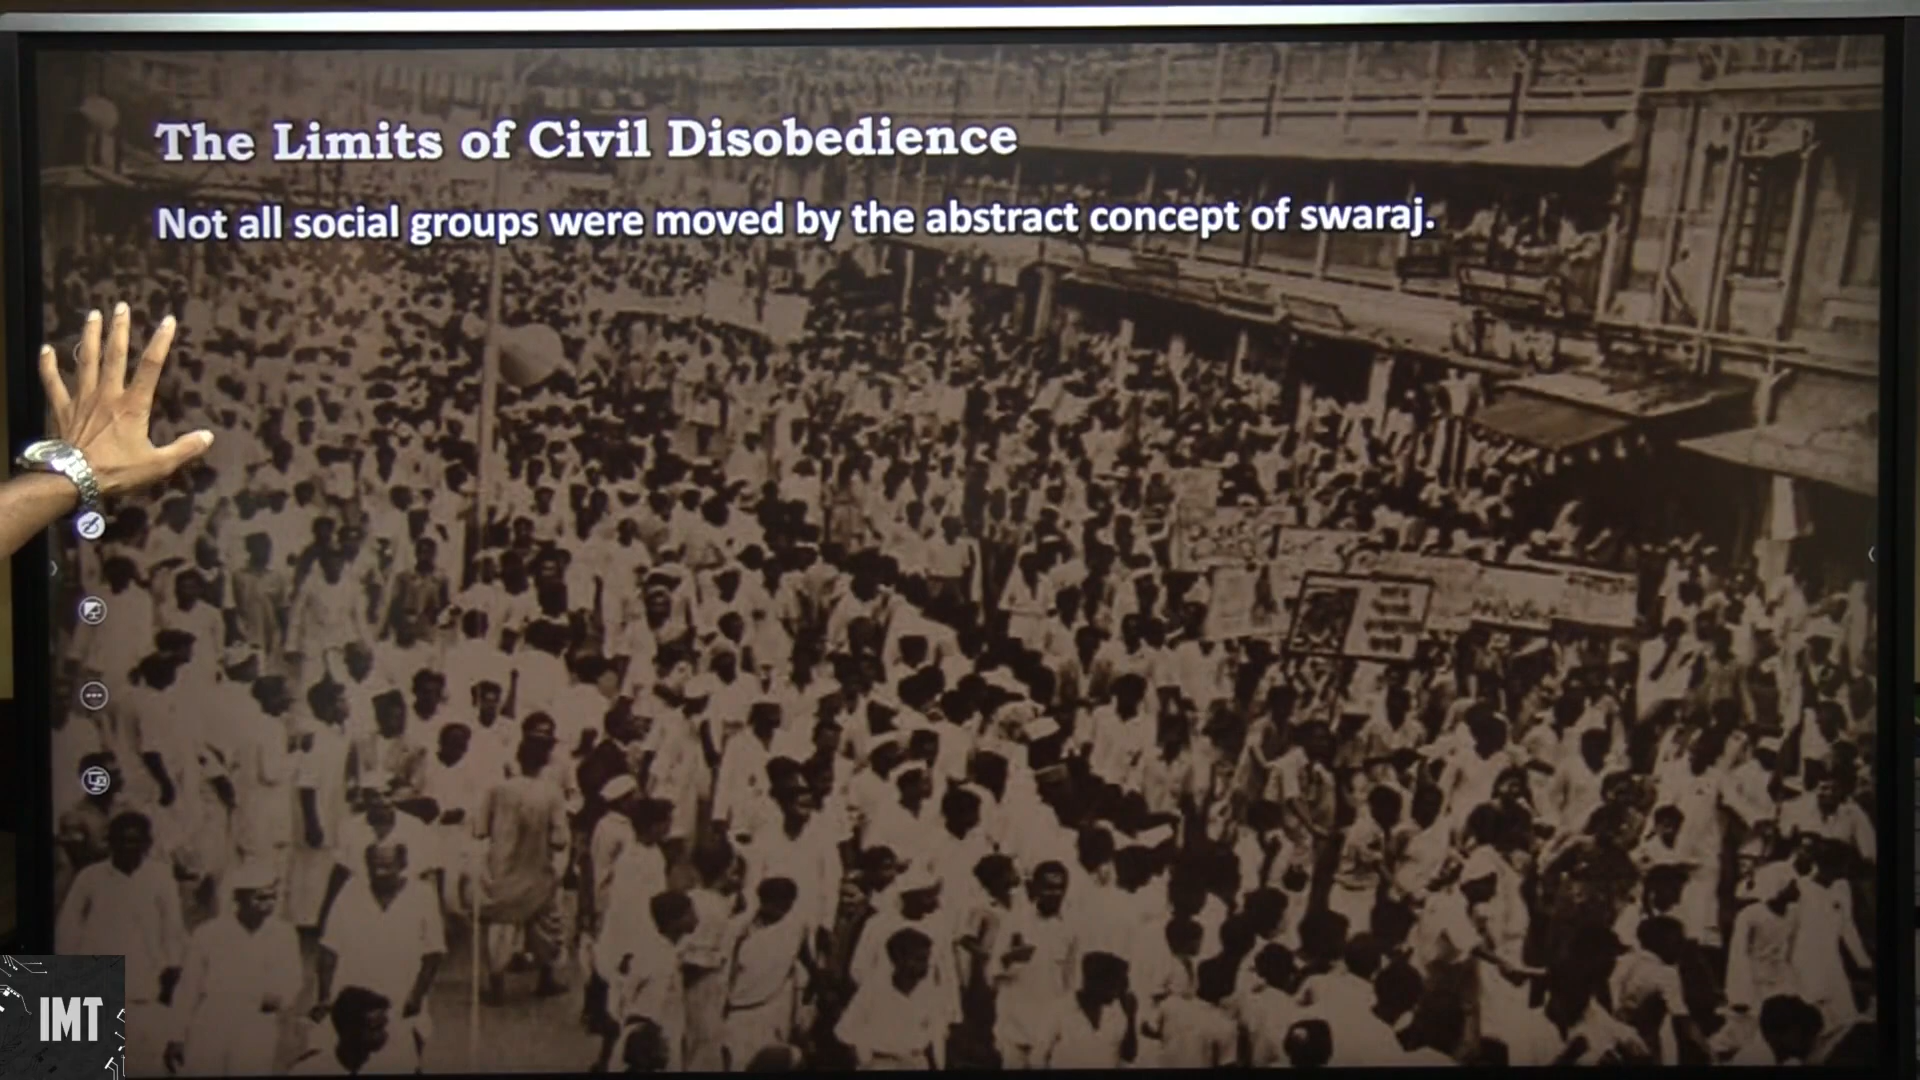 The Limits of Civil Disobedience
Not all social groups were moved by the abstract concept of swaraj.
IMT